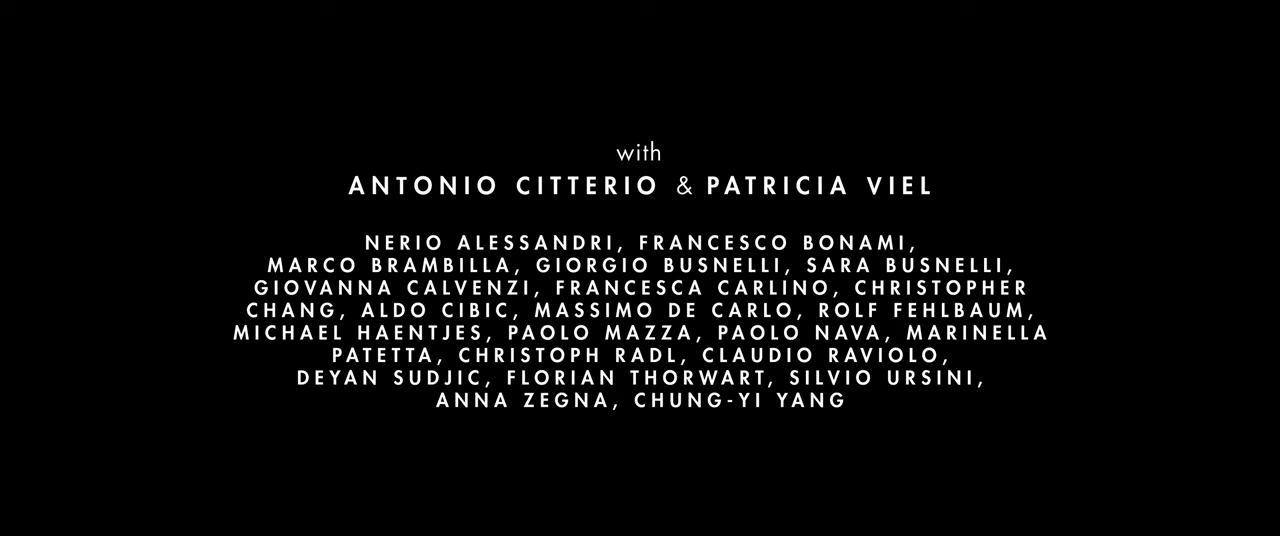 with
ANTONIO CITTERIO & PATRICIA VIEL
NERIO ALESSANDRI, FRANCESCO BONAMI,
MARCO BRAMBILLA, GIORGIO BUSNELLI, SARA BUSNELLI,
GIOVANNA CALVENZI, FRANCESCA CARLINO, CHRISTOPHER
CHANG, ALDO CIBIC, MASSIMO DE CARLO, ROLF FEHLBAUM,
MICHAEL HAENTJES, PAOLO MAZZA, PAOLO NAVA, MARINELLA
PATETTA, CHRISTOPH RADL, CLAUDIO RAVIOLO,
DEYAN SUDJIC, FLORIAN THORWART, SILVIO URSINI,
ANNA ZEGNA, CHUNG-YI YANG